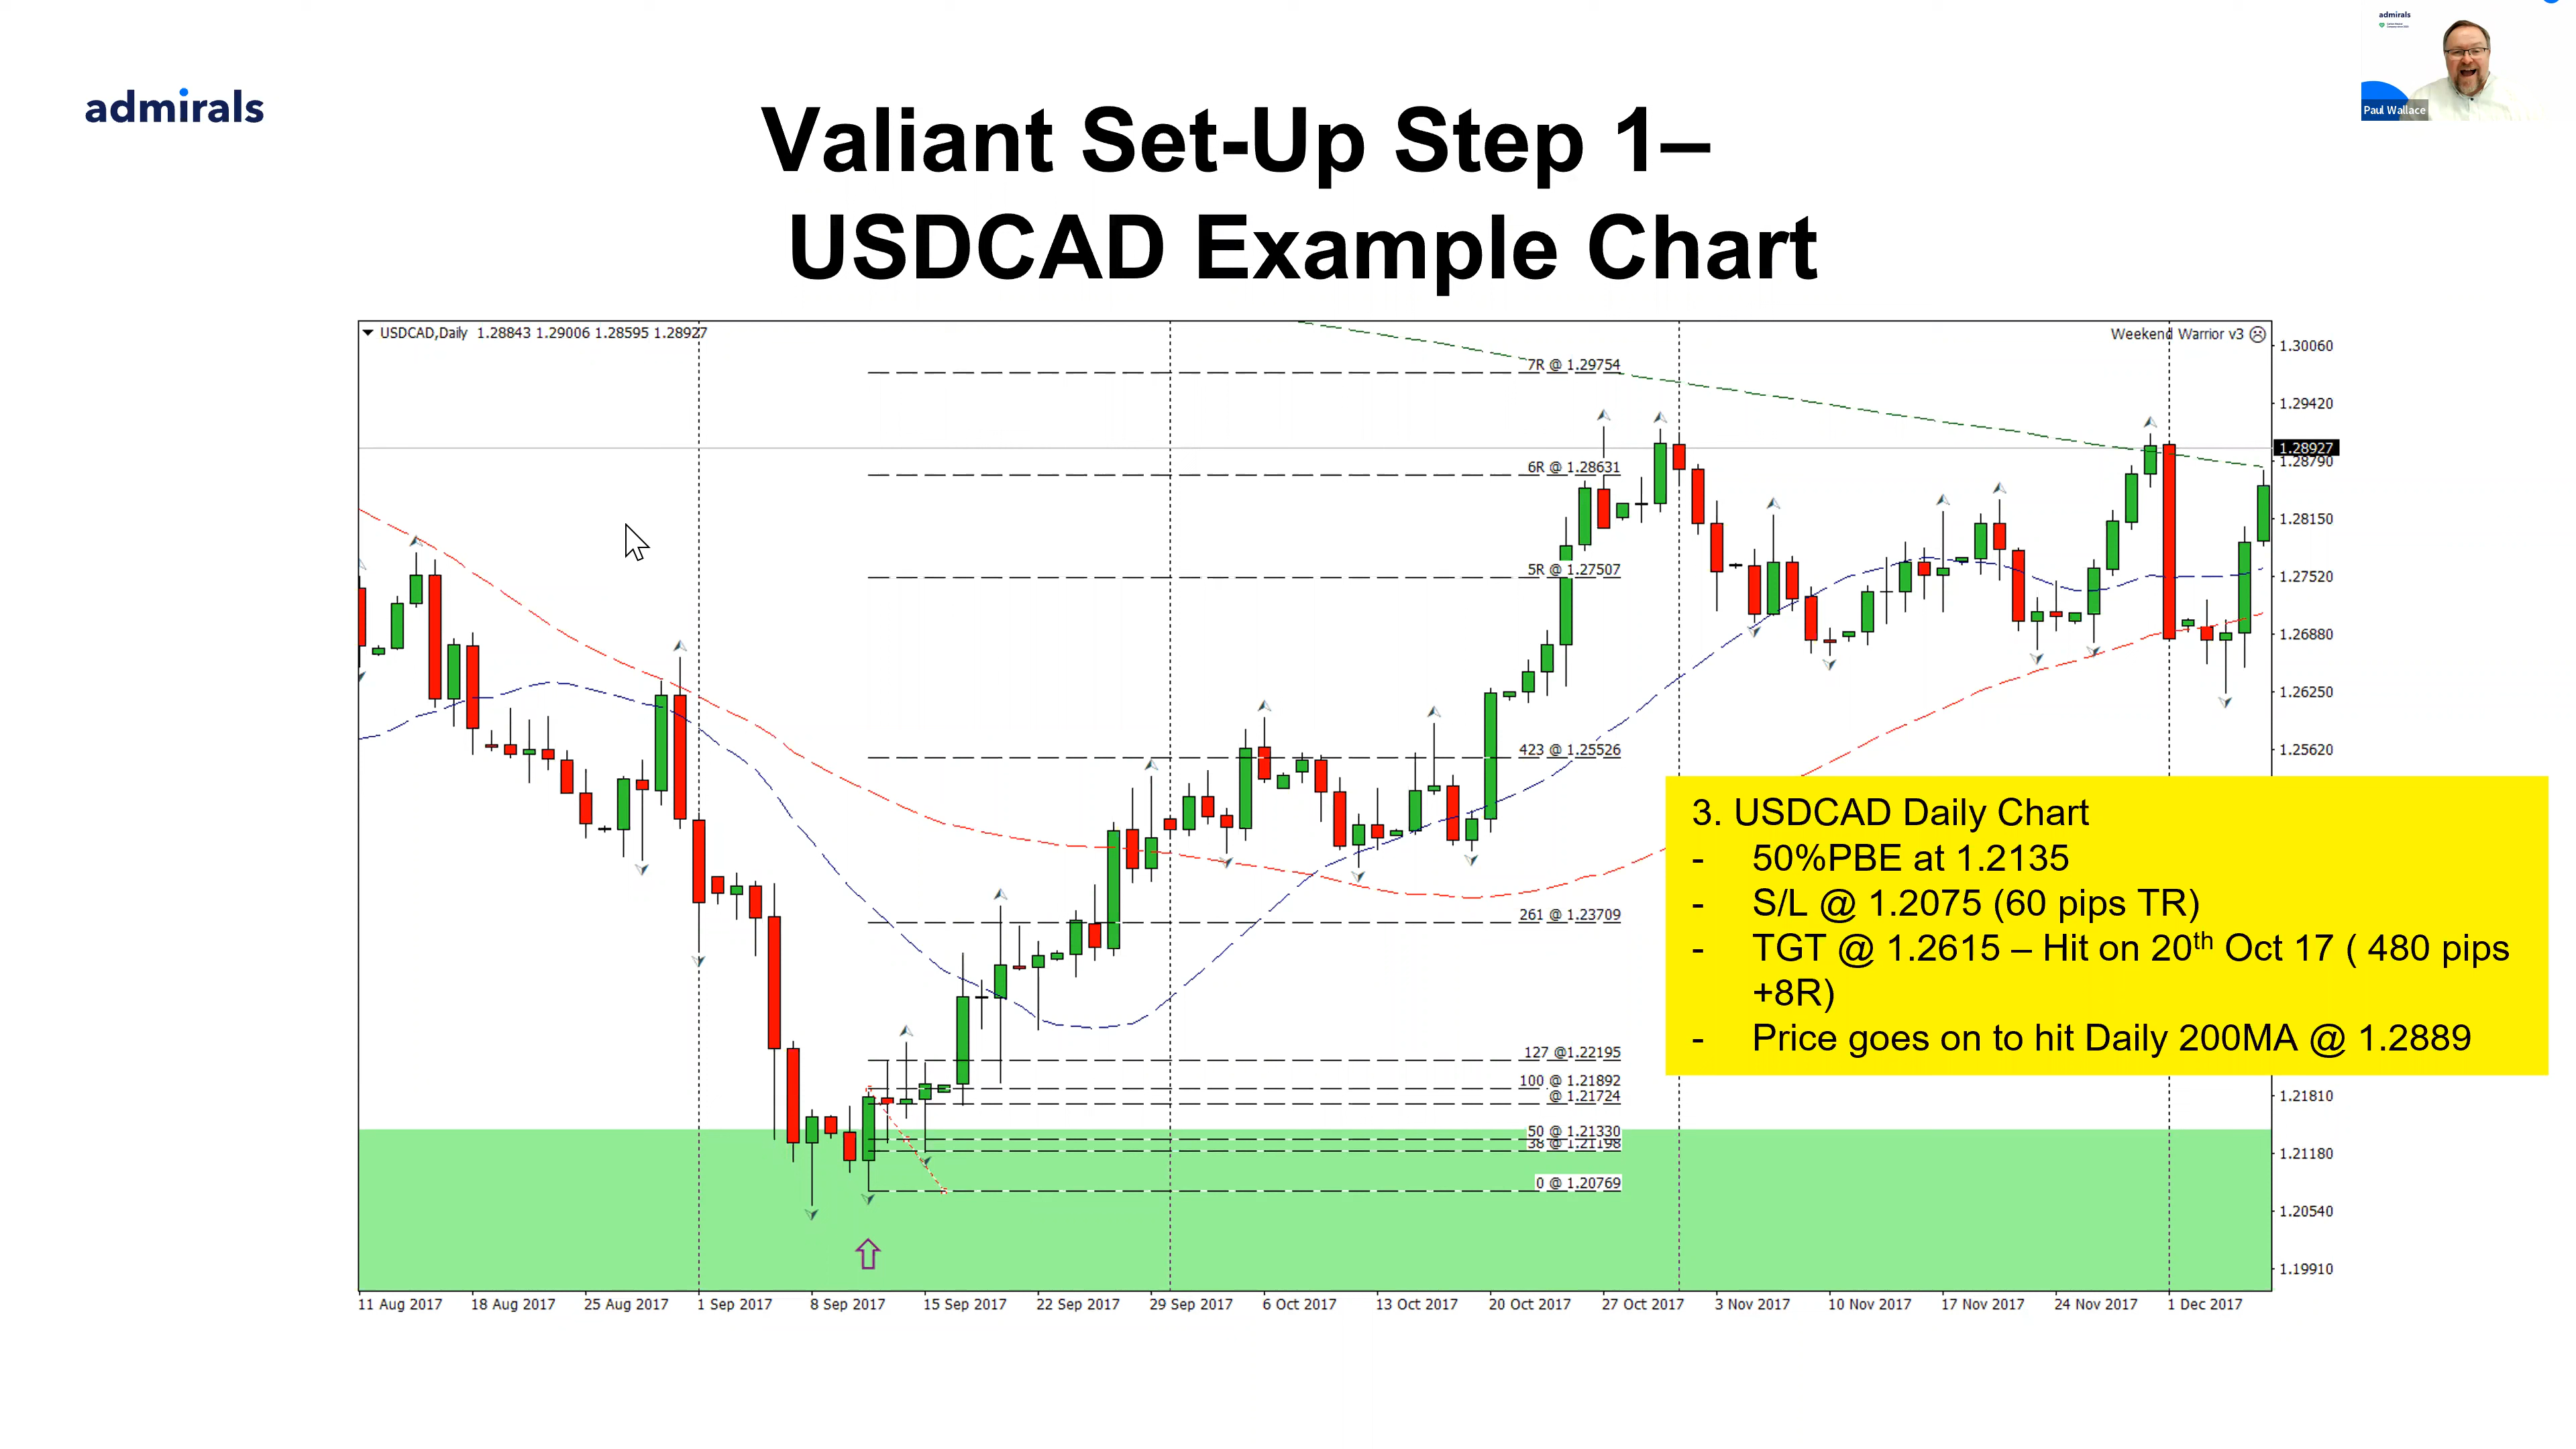 admirals
admirals
Paul Wallace
Valiant Set-Up Step 1–
USDCAD Example Chart
USDCAD,Daily 1.28843 1.29006 1.28595 1.28927
Weekend Warrior v3
7R @ 1.29754
6R @ 1.28631
5R @ 1.27507
423 @ 1.25526
261 @ 1.23709
127 @1.22195
100 @ 1.21892
@ 1.21724
50 @ 1.21330
38 @ 1.21198
0 @ 1.20769
1.30060
1.29420
1.28927
1.28790
1.28150
1.27520
1.26880
1.26250
1.25620
1.21810
1.21180
1.20540
1.19910
3. USDCAD Daily Chart
- 50%PBE at 1.2135
- S/L @ 1.2075 (60 pips TR)
- TGT @ 1.2615 – Hit on 20th Oct 17 ( 480 pips
+8R)
- Price goes on to hit Daily 200MA @ 1.2889
11 Aug 2017 18 Aug 2017 25 Aug 2017 1 Sep 2017 8 Sep 2017 15 Sep 2017 22 Sep 2017 29 Sep 2017 6 Oct 2017 13 Oct 2017 20 Oct 2017 27 Oct 2017 3 Nov 2017 10 Nov 2017 17 Nov 2017 24 Nov 2017 1 Dec 2017